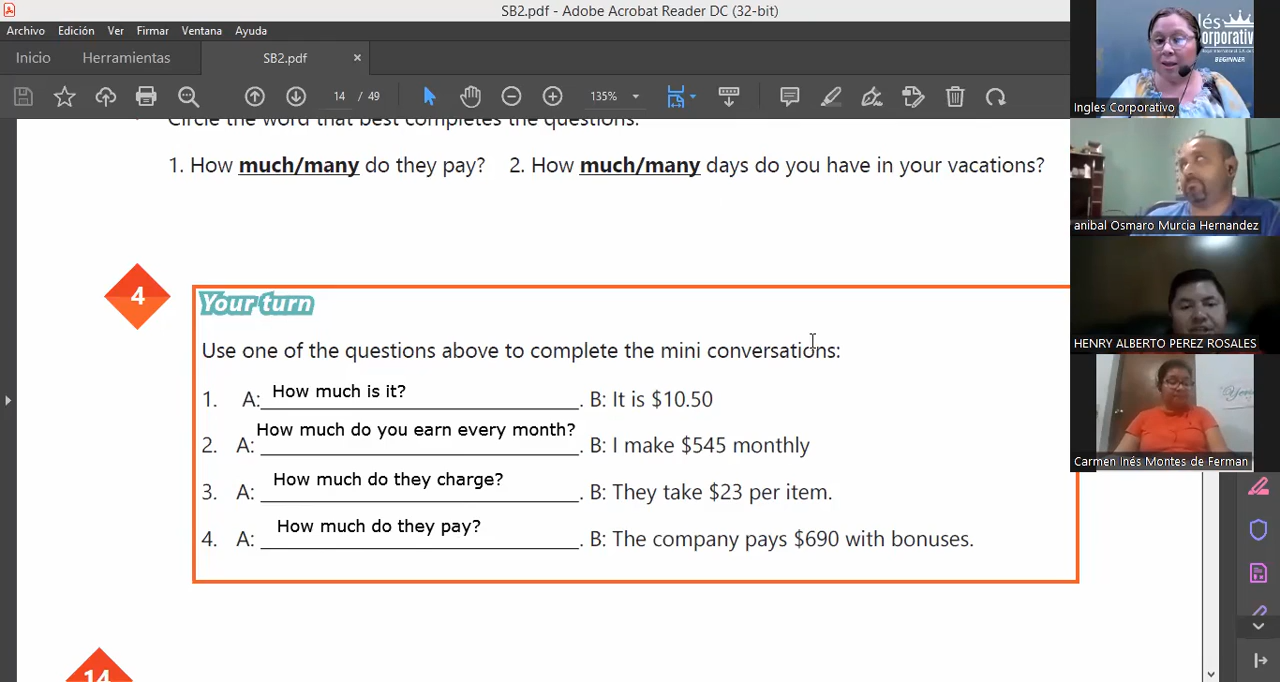 SB2.pdf - Adobe Acrobat Reader DC (32-bit)
Archivo Edición Ver Firmar Ventana Ayuda
Inicio Herramientas SB2.pdf ×
14 / 49 135%
Circle the word that best completes the questions.
1. How much/many do they pay? 2. How much/many days do you have in your vacations?
4
Your turn
Use one of the questions above to complete the mini conversations:
1. A: How much is it? . B: It is $10.50
2. A: How much do you earn every month? . B: I make $545 monthly
3. A: How much do they charge? . B: They take $23 per item.
4. A: How much do they pay? . B: The company pays $690 with bonuses.
14
BEGINNER
Ingles Corporativo
anibal Osmaro Murcia Hernandez
HENRY ALBERTO PEREZ ROSALES
Carmen Inés Montes de Ferman